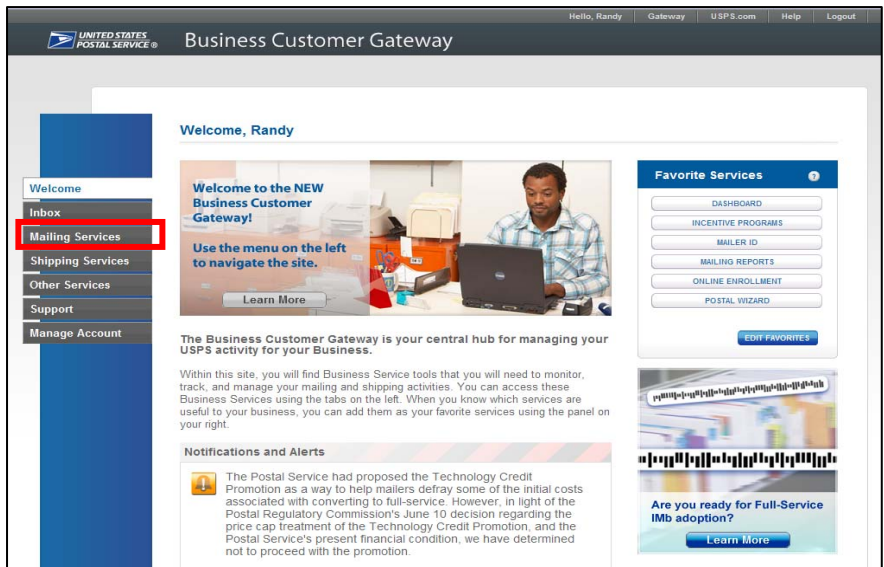 Hello, Randy Gateway USPS.com Help Logout
UNITED STATES
POSTAL SERVICE ®
Business Customer Gateway
Welcome, Randy
Welcome
Inbox
Mailing Services
Shipping Services
Other Services
Support
Manage Account
Welcome to the NEW
Business Customer
Gateway!
Use the menu on the left
to navigate the site.
Learn More
The Business Customer Gateway is your central hub for managing your
USPS activity for your Business.
Within this site, you will find Business Service tools that you will need to monitor,
track, and manage your mailing and shipping activities. You can access these
Business Services using the tabs on the left. When you know which services are
useful to your business, you can add them as your favorite services using the panel on
your right.
Notifications and Alerts
The Postal Service had proposed the Technology Credit
Promotion as a way to help mailers defray some of the initial costs
associated with converting to full-service. However, in light of the
Postal Regulatory Commission's June 10 decision regarding the
price cap treatment of the Technology Credit Promotion, and the
Postal Service's present financial condition, we have determined
not to proceed with the promotion.
Favorite Services ?
DASHBOARD
INCENTIVE PROGRAMS
MAILER ID
MAILING REPORTS
ONLINE ENROLLMENT
POSTAL WIZARD
EDIT FAVORITES
Are you ready for Full-Service
IMb adoption?
Learn More